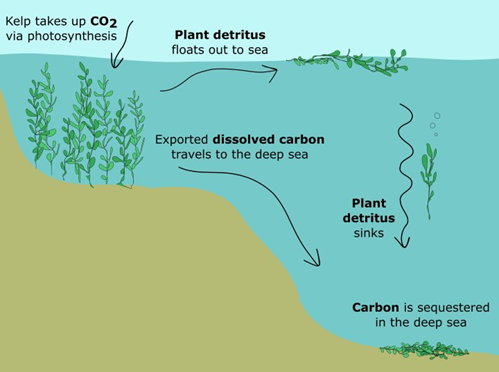 Kelp takes up CO2
via photosynthesis
Plant detritus
floats out to sea
Exported dissolved carbon
travels to the deep sea
Plant
detritus
sinks
Carbon is sequestered
in the deep sea